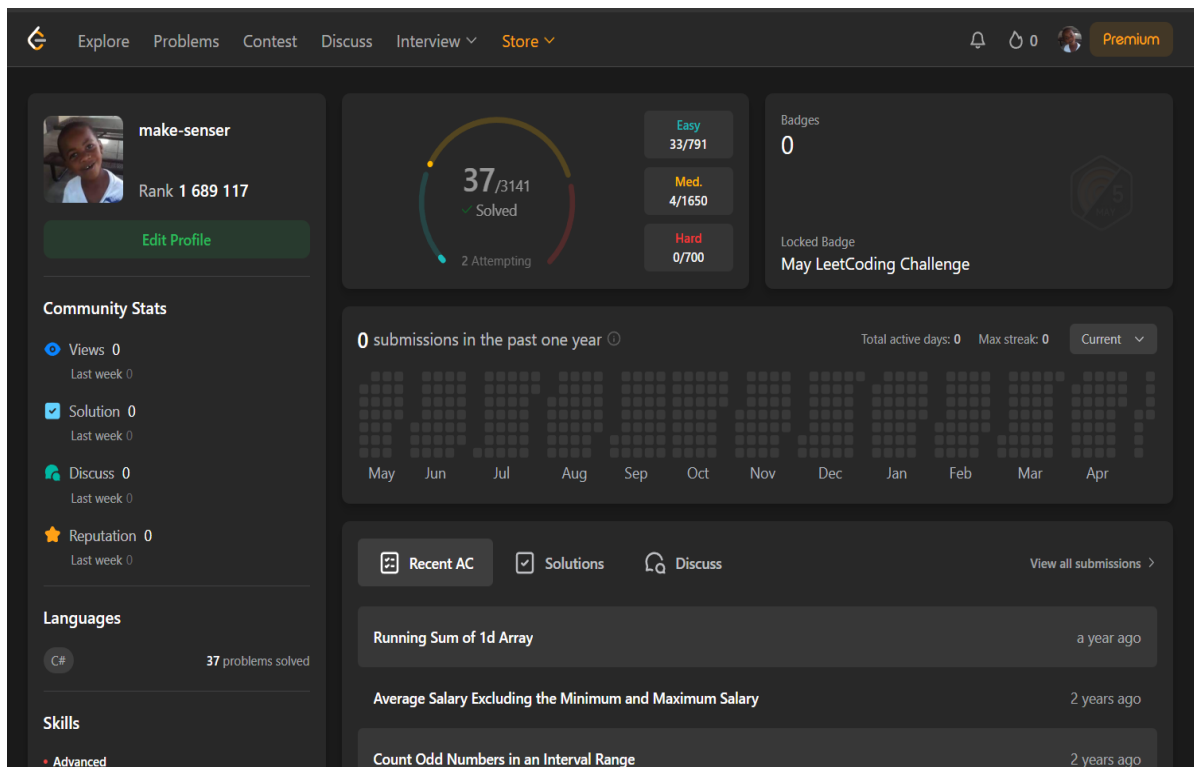 Explore Problems Contest Discuss Interview Store 0 Premium
make-senser
Rank 1 689 117
Edit Profile
Community Stats
Views 0
Last week 0
Solution 0
Last week 0
Discuss 0
Last week 0
Reputation 0
Last week 0
Languages
C# 37 problems solved
Skills
Advanced
37/3141
Solved
2 Attempting
Easy
33/791
Med.
4/1650
Hard
0/700
Badges
0
5
MAY
Locked Badge
May LeetCoding Challenge
0 submissions in the past one year Total active days: 0 Max streak: 0 Current
May Jun Jul Aug Sep Oct Nov Dec Jan Feb Mar Apr
Recent AC Solutions Discuss View all submissions
Running Sum of 1d Array a year ago
Average Salary Excluding the Minimum and Maximum Salary 2 years ago
Count Odd Numbers in an Interval Range 2 years ago